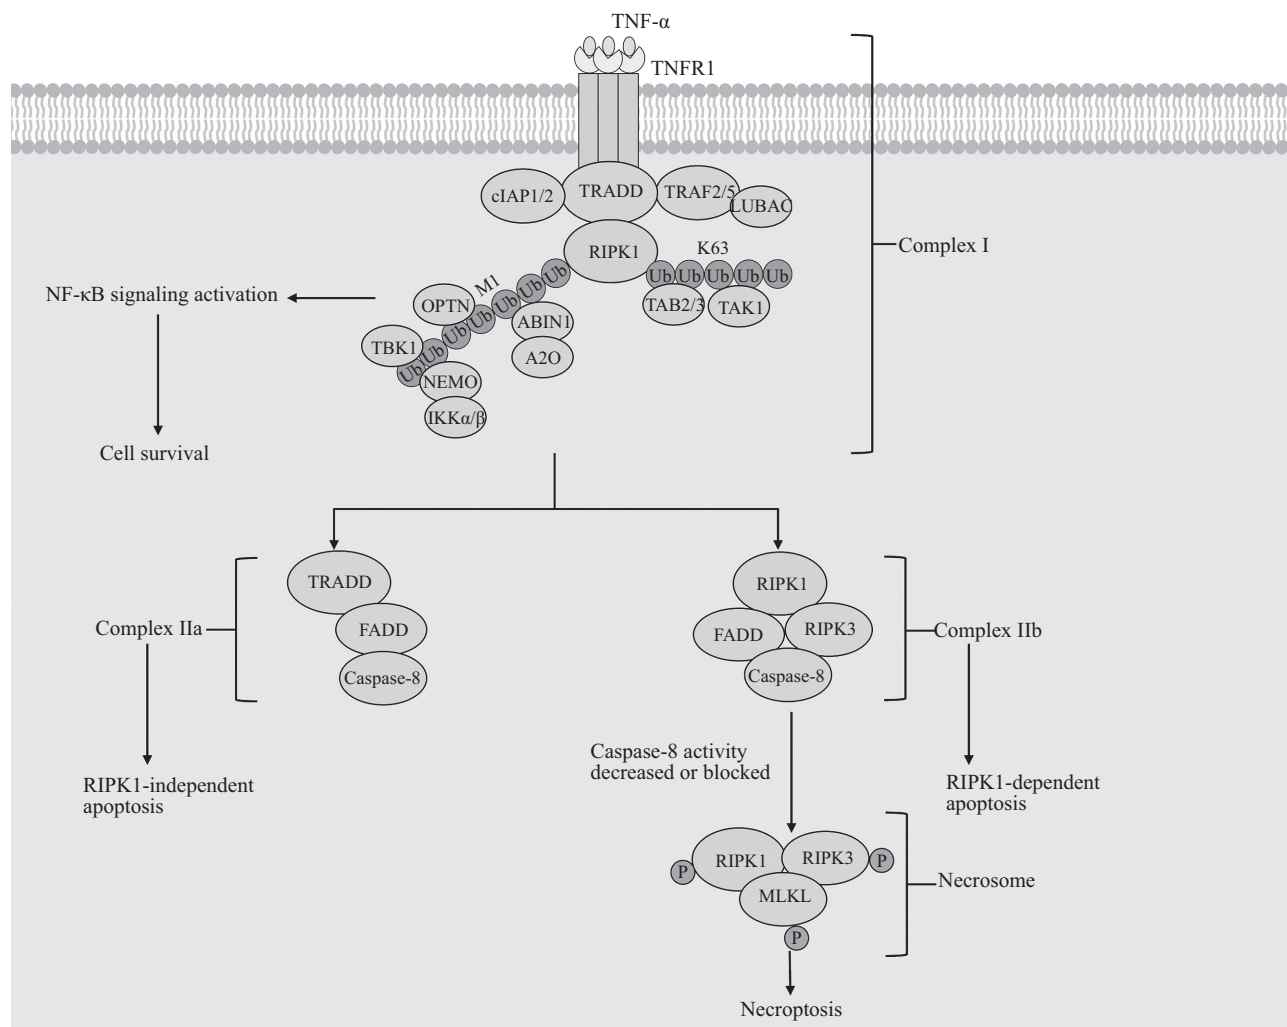 TNF-α
TNFR1
cIAP1/2
TRADD
TRAF2/5
LUBAC
RIPK1
K63
Complex I
Ub
Ub
Ub
Ub
Ub
Ub
Ub
Ub
Ub
Ub
Ub
Ub
M1
NF-κB signaling activation
OPTN
TAB2/3
TAK1
ABIN1
TBK1
A2O
NEMO
IKKα/β
Cell survival
TRADD
FADD
Caspase-8
Complex IIa
RIPK1
FADD
RIPK3
Caspase-8
Complex IIb
RIPK1-independent
apoptosis
Caspase-8 activity
decreased or blocked
RIPK1-dependent
apoptosis
RIPK1
RIPK3
MLKL
P
P
P
Necrosome
Necroptosis